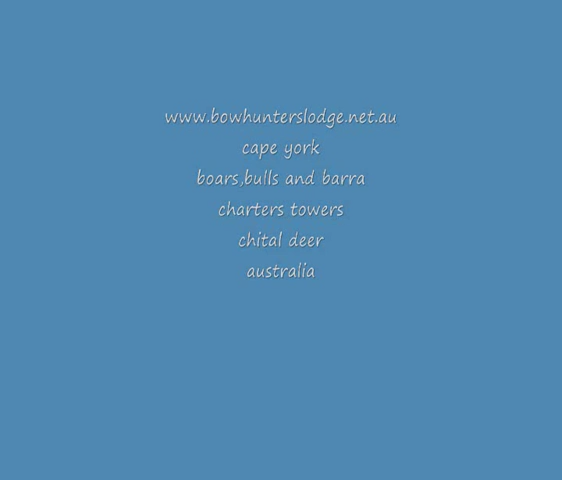 www.bowhunterslodge.net.au
cape york
boars,bulls and barra
charters towers
chital deer
australia